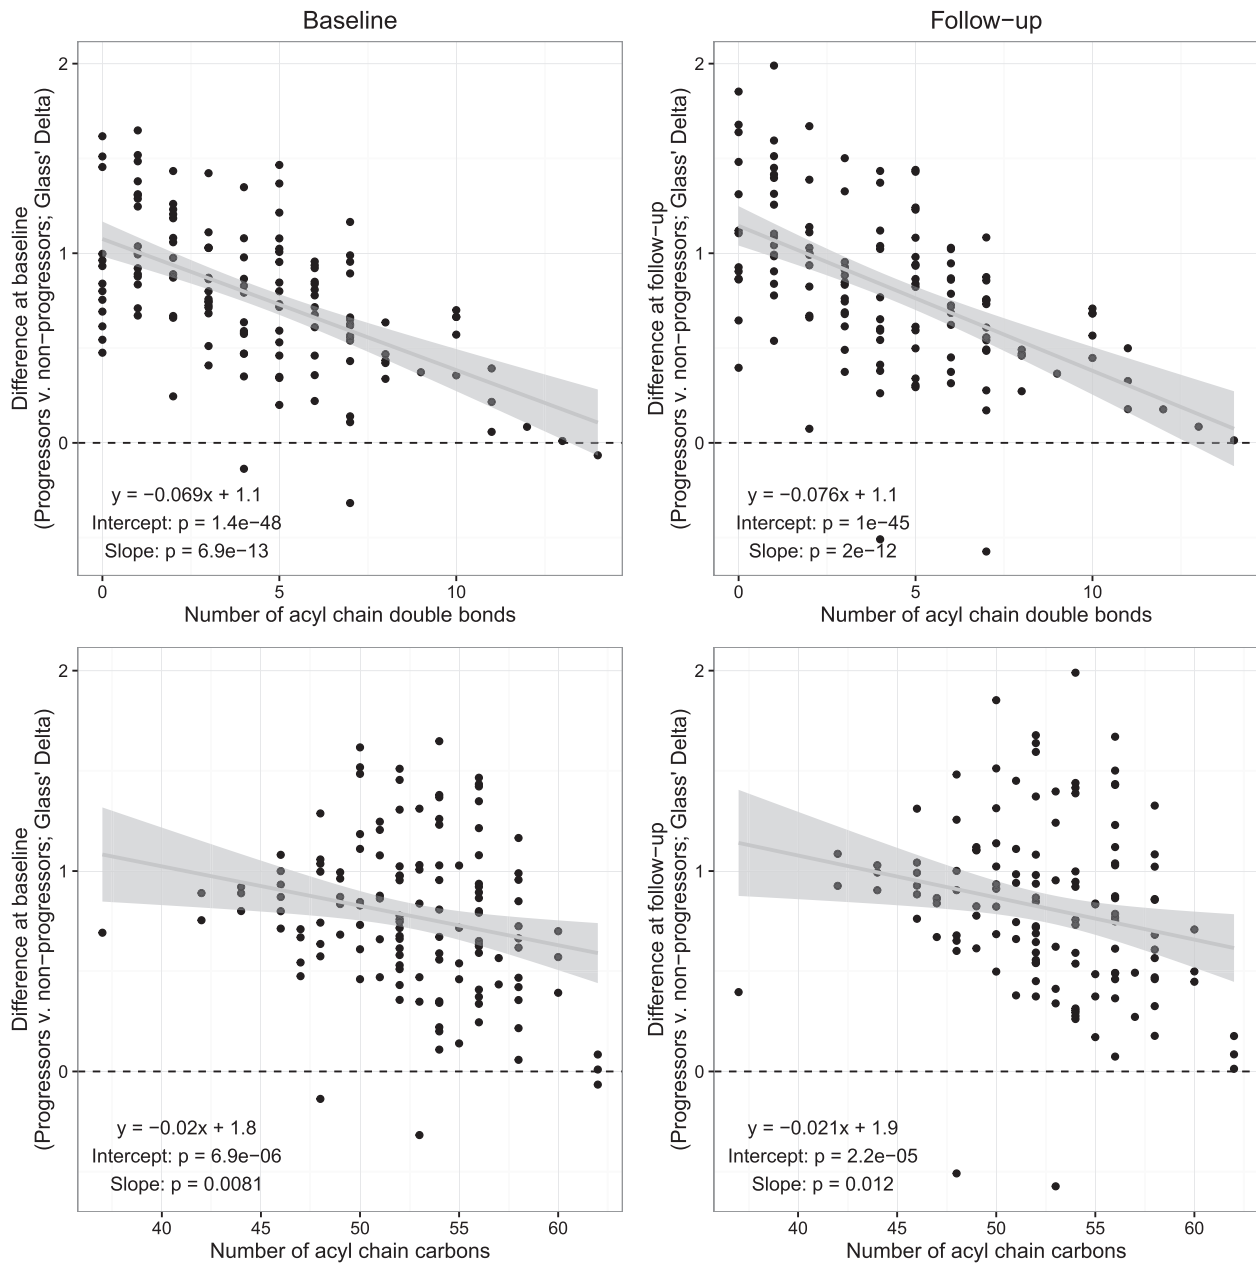 Baseline
Follow−up
Difference at baseline
(Progressors v. non−progressors; Glass' Delta)
2
1
0
y = −0.069x + 1.1
Intercept: p = 1.4e−48
Slope: p = 6.9e−13
0 5 10
Number of acyl chain double bonds
Difference at follow−up
(Progressors v. non−progressors; Glass' Delta)
2
1
0
y = −0.076x + 1.1
Intercept: p = 1e−45
Slope: p = 2e−12
0 5 10
Number of acyl chain double bonds
Difference at baseline
(Progressors v. non−progressors; Glass' Delta)
2
1
0
y = −0.02x + 1.8
Intercept: p = 6.9e−06
Slope: p = 0.0081
40 45 50 55 60
Number of acyl chain carbons
Difference at follow−up
(Progressors v. non−progressors; Glass' Delta)
2
1
0
y = −0.021x + 1.9
Intercept: p = 2.2e−05
Slope: p = 0.012
40 45 50 55 60
Number of acyl chain carbons